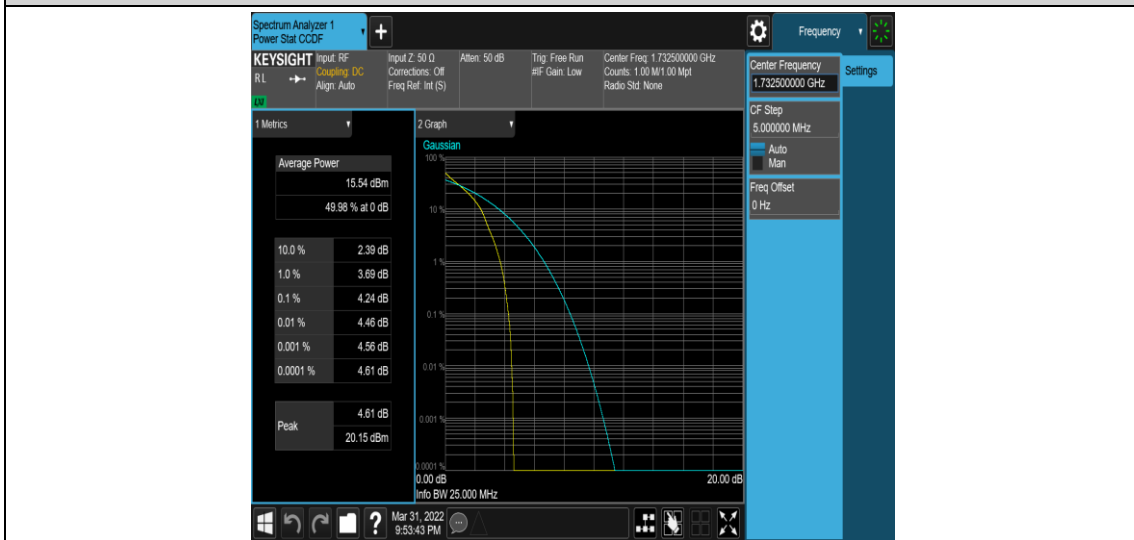 Spectrum Analyzer 1
Power Stat CCDF
+
Frequency
KEYSIGHT
RL
Input: RF
Coupling: DC
Align: Auto
Input Z: 50 Ω
Corrections: Off
Freq Ref: Int (S)
Atten: 50 dB
Trig: Free Run
#IF Gain: Low
Center Freq: 1.732500000 GHz
Counts: 1.00 M/1.00 Mpt
Radio Std: None
Center Frequency
1.732500000 GHz
Settings
CF Step
5.000000 MHz
Auto
Man
Freq Offset
0 Hz
1 Metrics
Average Power
15.54 dBm
49.98 % at 0 dB
10.0 % 2.39 dB
1.0 % 3.69 dB
0.1 % 4.24 dB
0.01 % 4.46 dB
0.001 % 4.56 dB
0.0001 % 4.61 dB
Peak
4.61 dB
20.15 dBm
2 Graph
Gaussian
100 %
10 %
1 %
0.1 %
0.01 %
0.001 %
0.0001 %
0.00 dB 20.00 dB
Info BW 25.000 MHz
?
Mar 31, 2022
9:53:43 PM